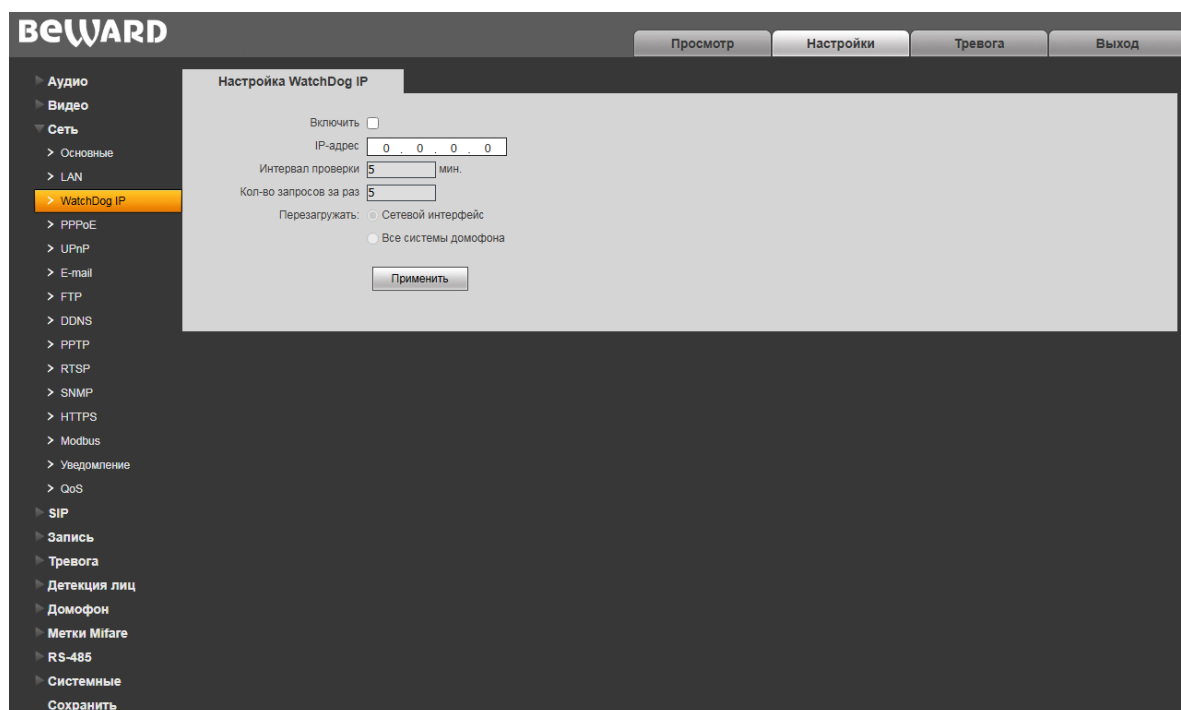 BEWARD
Просмотр
Настройки
Тревога
Выход
Аудио
Видео
Сеть
Основные
LAN
WatchDog IP
PPPoE
UPnP
E-mail
FTP
DDNS
PPTP
RTSP
SNMP
HTTPS
Modbus
Уведомление
QoS
SIP
Запись
Тревога
Детекция лиц
Домофон
Метки Mifare
RS-485
Системные
Сохранить
Настройка WatchDog IP
Включить
IP-адрес 0 . 0 . 0 . 0
Интервал проверки 5 мин.
Кол-во запросов за раз 5
Перезагружать: Сетевой интерфейс
Все системы домофона
Применить